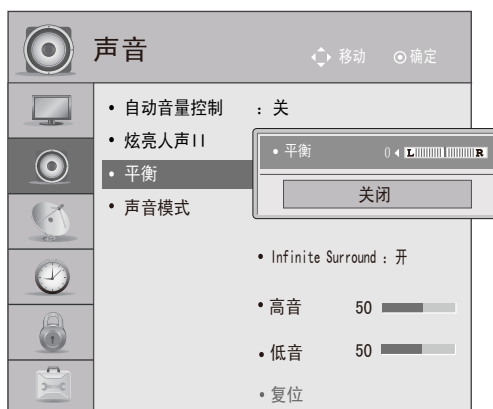 声音
移动 确定
• 自动音量控制 : 关
• 炫亮人声II
• 平衡
• 平衡 0 L R
关闭
• 声音模式
• Infinite Surround : 开
• 高音 50
• 低音 50
• 复位